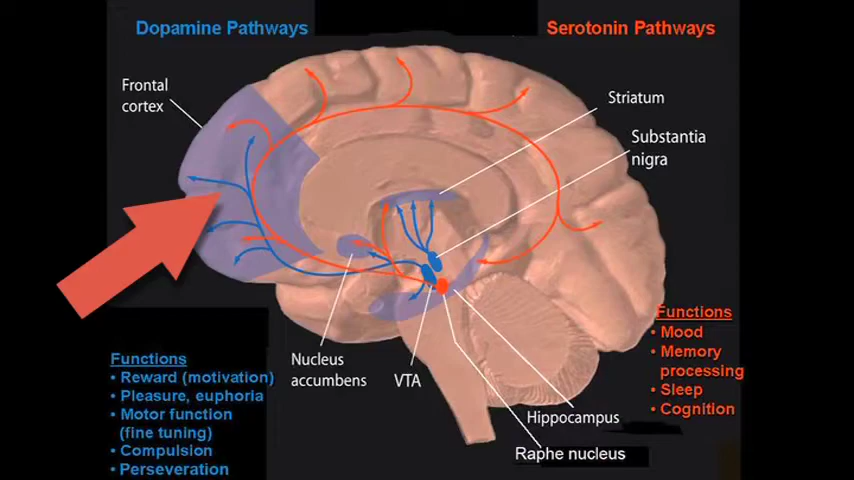 Dopamine Pathways
Serotonin Pathways
Frontal
cortex
Striatum
Substantia
nigra
Nucleus
accumbens
VTA
Hippocampus
Raphe nucleus
Functions
• Reward (motivation)
• Pleasure, euphoria
• Motor function
(fine tuning)
• Compulsion
• Perseveration
Functions
• Mood
• Memory
processing
• Sleep
• Cognition